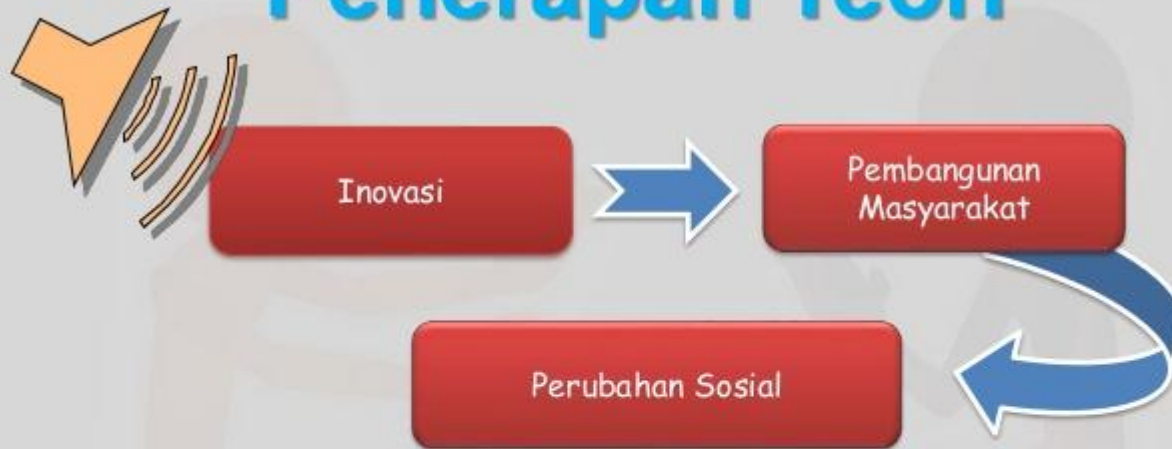 Penerapan Teori
Inovasi
Pembangunan
Masyarakat
Perubahan Sosial